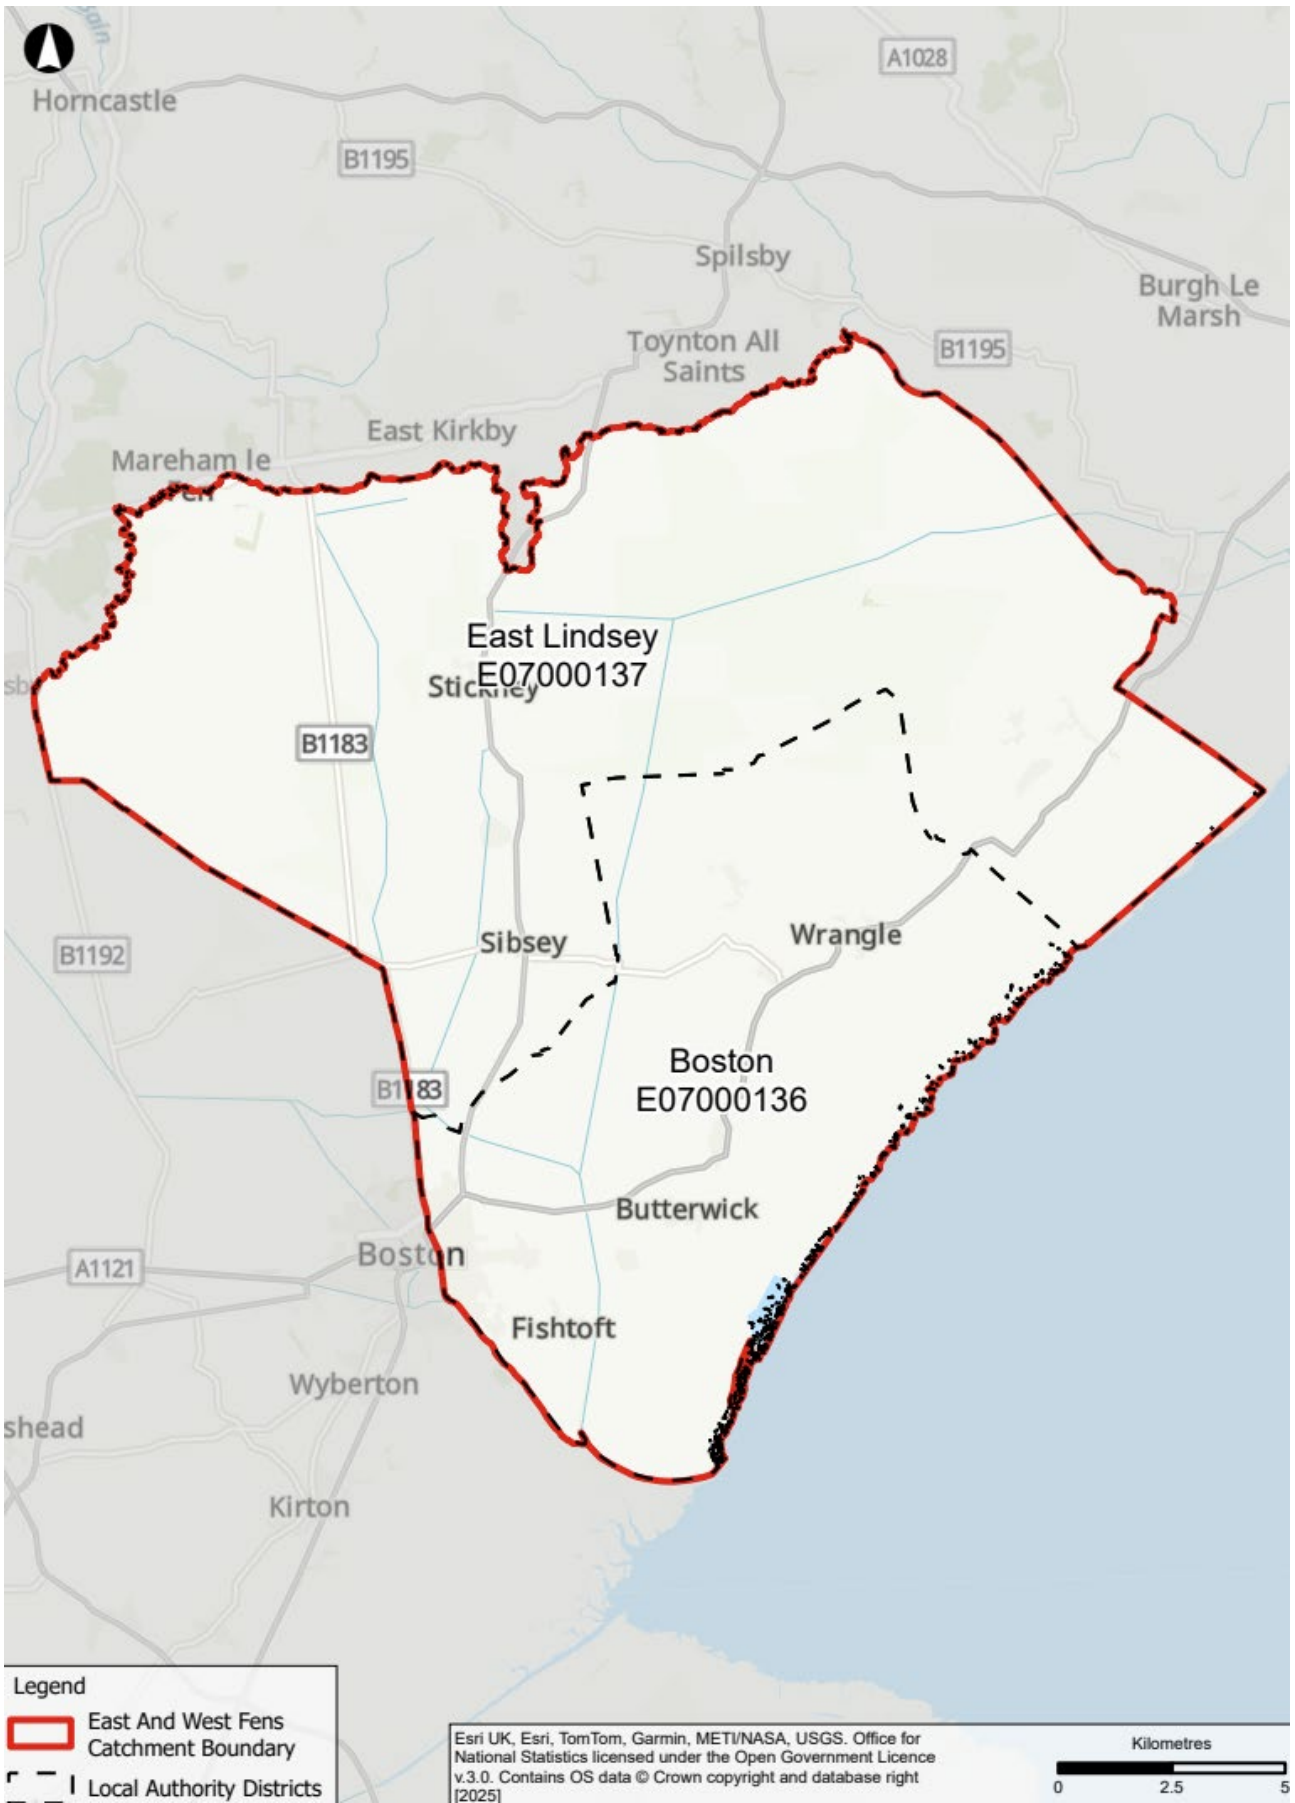 ain
A1028
Horncastle
B1195
Spilsby
Burgh Le
Marsh
Toynton All
Saints
B1195
East Kirkby
Mareham le
Fen
East Lindsey
E07000137
sb
Stickney
B1183
Sibsey
Wrangle
B1192
Boston
E07000136
B1183
Butterwick
Boston
A1121
Fishtoft
Wyberton
shead
Kirton
Legend
East And West Fens
Catchment Boundary
Local Authority Districts
Esri UK, Esri, TomTom, Garmin, METI/NASA, USGS. Office for
National Statistics licensed under the Open Government Licence
v.3.0. Contains OS data © Crown copyright and database right
[2025]
Kilometres
0 2.5 5